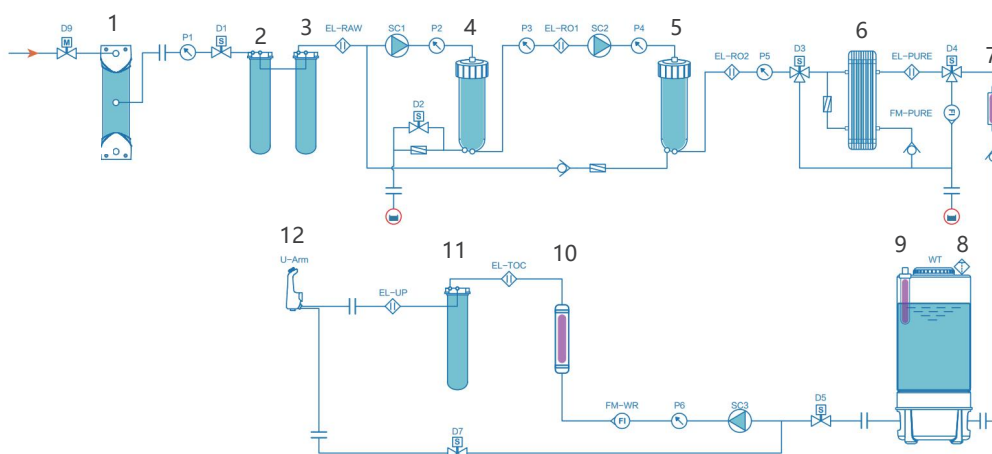 1
2
3
4
5
6
7
D9
M
P1
D1
S
EL-RAW
SC1
P2
P3
EL-RO1
SC2
P4
EL-RO2
P5
D3
S
EL-PURE
D4
S
D2
S
FM-PURE
FI
12
11
10
9
8
U-Arm
EL-UP
EL-TOC
WT
T
FM-WR
FI
P6
SC3
D5
S
D7
S